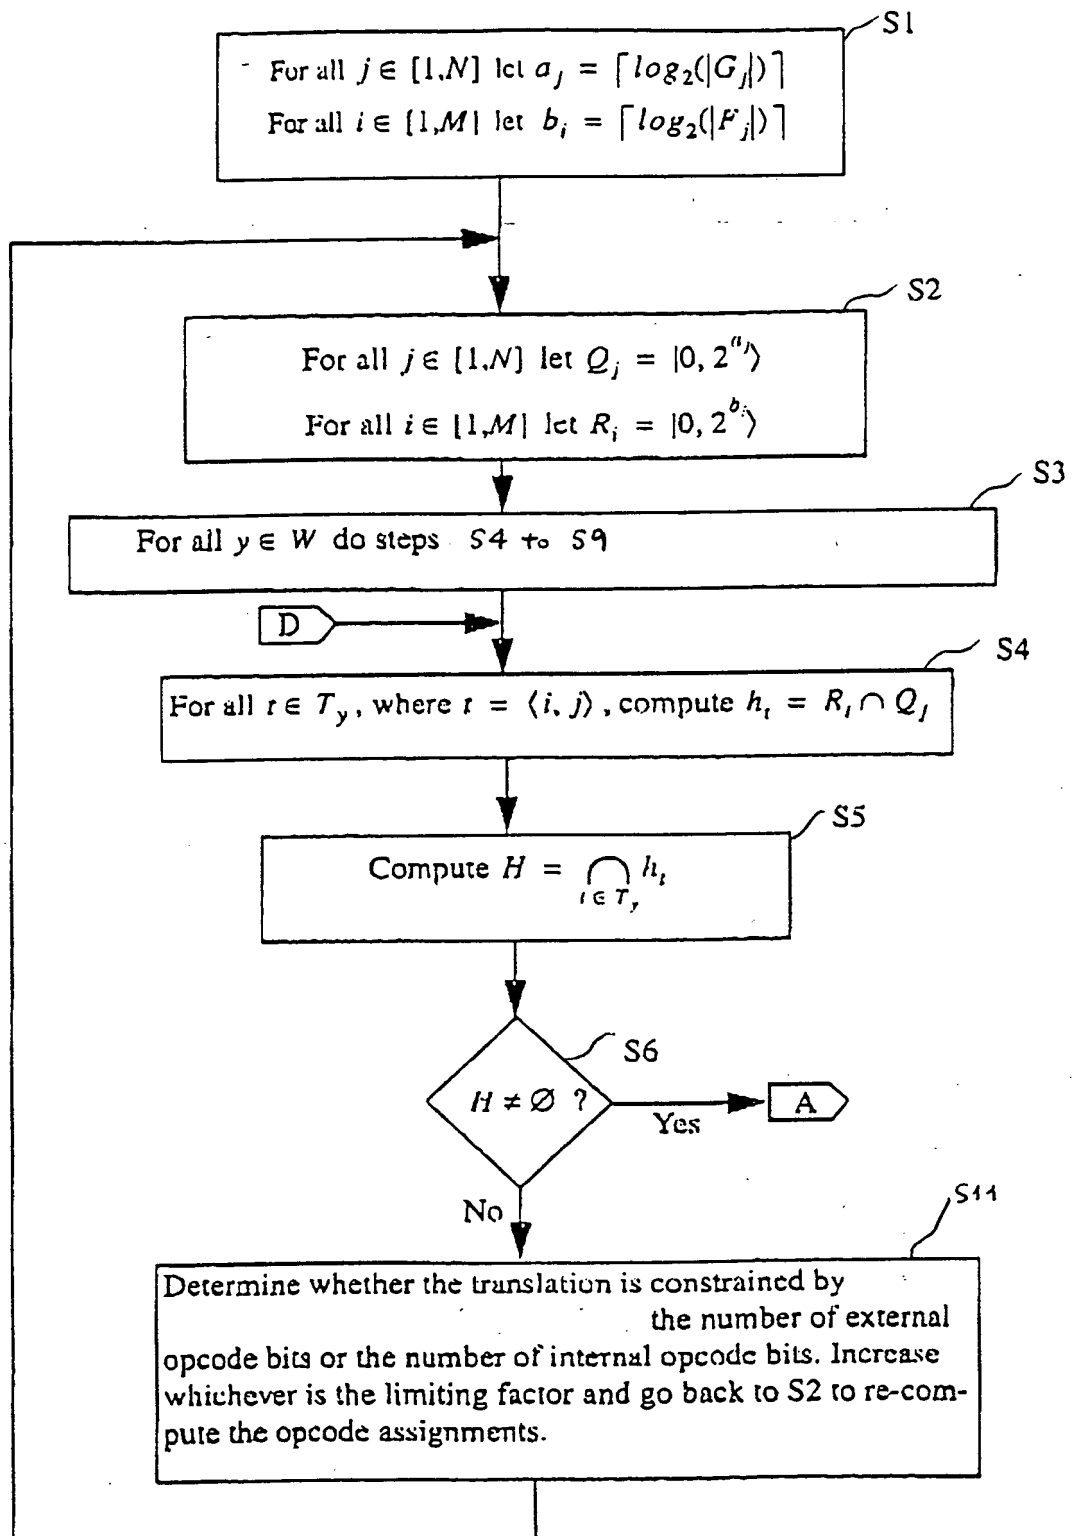 S1
For all j ∈ [1,N] let a_j = ⌈log₂(|G_j|)⌉
For all i ∈ [1,M] let b_i = ⌈log₂(|F_j|)⌉
S2
For all j ∈ [1,N] let Q_j = |0, 2^{a_j}⟩
For all i ∈ [1,M] let R_i = |0, 2^{b_i}⟩
S3
For all y ∈ W do steps S4 to S9
D
S4
For all t ∈ T_y, where t = ⟨i, j⟩, compute h_t = R_i ∩ Q_j
S5
Compute H = ⋂ h_t
t ∈ T_y
S6
H ≠ ∅ ?
Yes
A
No
S11
Determine whether the translation is constrained by
the number of external
opcode bits or the number of internal opcode bits. Increase
whichever is the limiting factor and go back to S2 to re-com-
pute the opcode assignments.